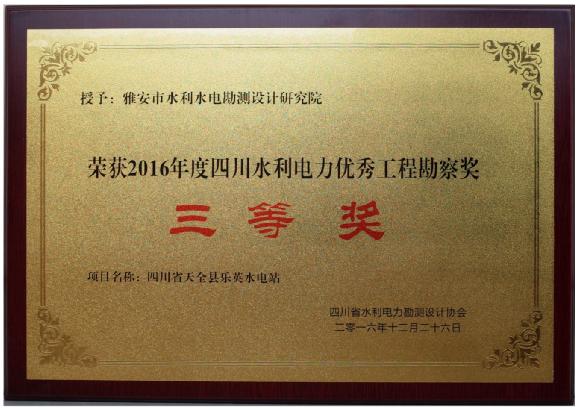 授予：雅安市水利水电勘测设计研究院
荣获2016年度四川水利电力优秀工程勘察奖
三等奖
项目名称：四川省天全县乐英水电站
四川省水利电力勘测设计协会
二零一六年十二月二十六日